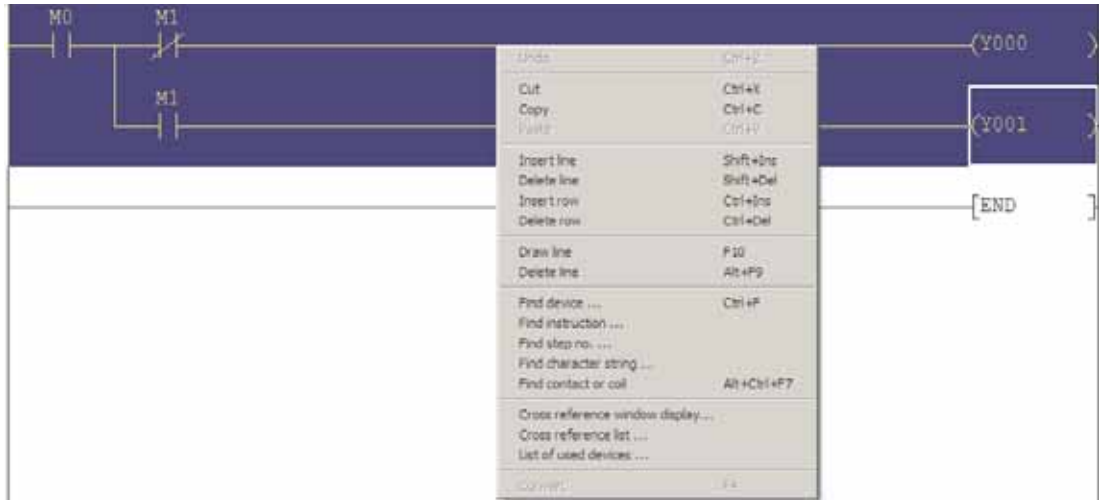 M0 M1
(Y000 )
M1
(Y001 )
[END ]
Undo Ctrl+Z
Cut Ctrl+X
Copy Ctrl+C
Paste Ctrl+V
Insert line Shift+Ins
Delete line Shift+Del
Insert row Ctrl+Ins
Delete row Ctrl+Del
Draw line F10
Delete line Alt+F9
Find device ... Ctrl+F
Find instruction ...
Find step no. ...
Find character string ...
Find contact or coil Alt+Ctrl+F7
Cross reference window display...
Cross reference list ...
List of used devices ...
Convert F4